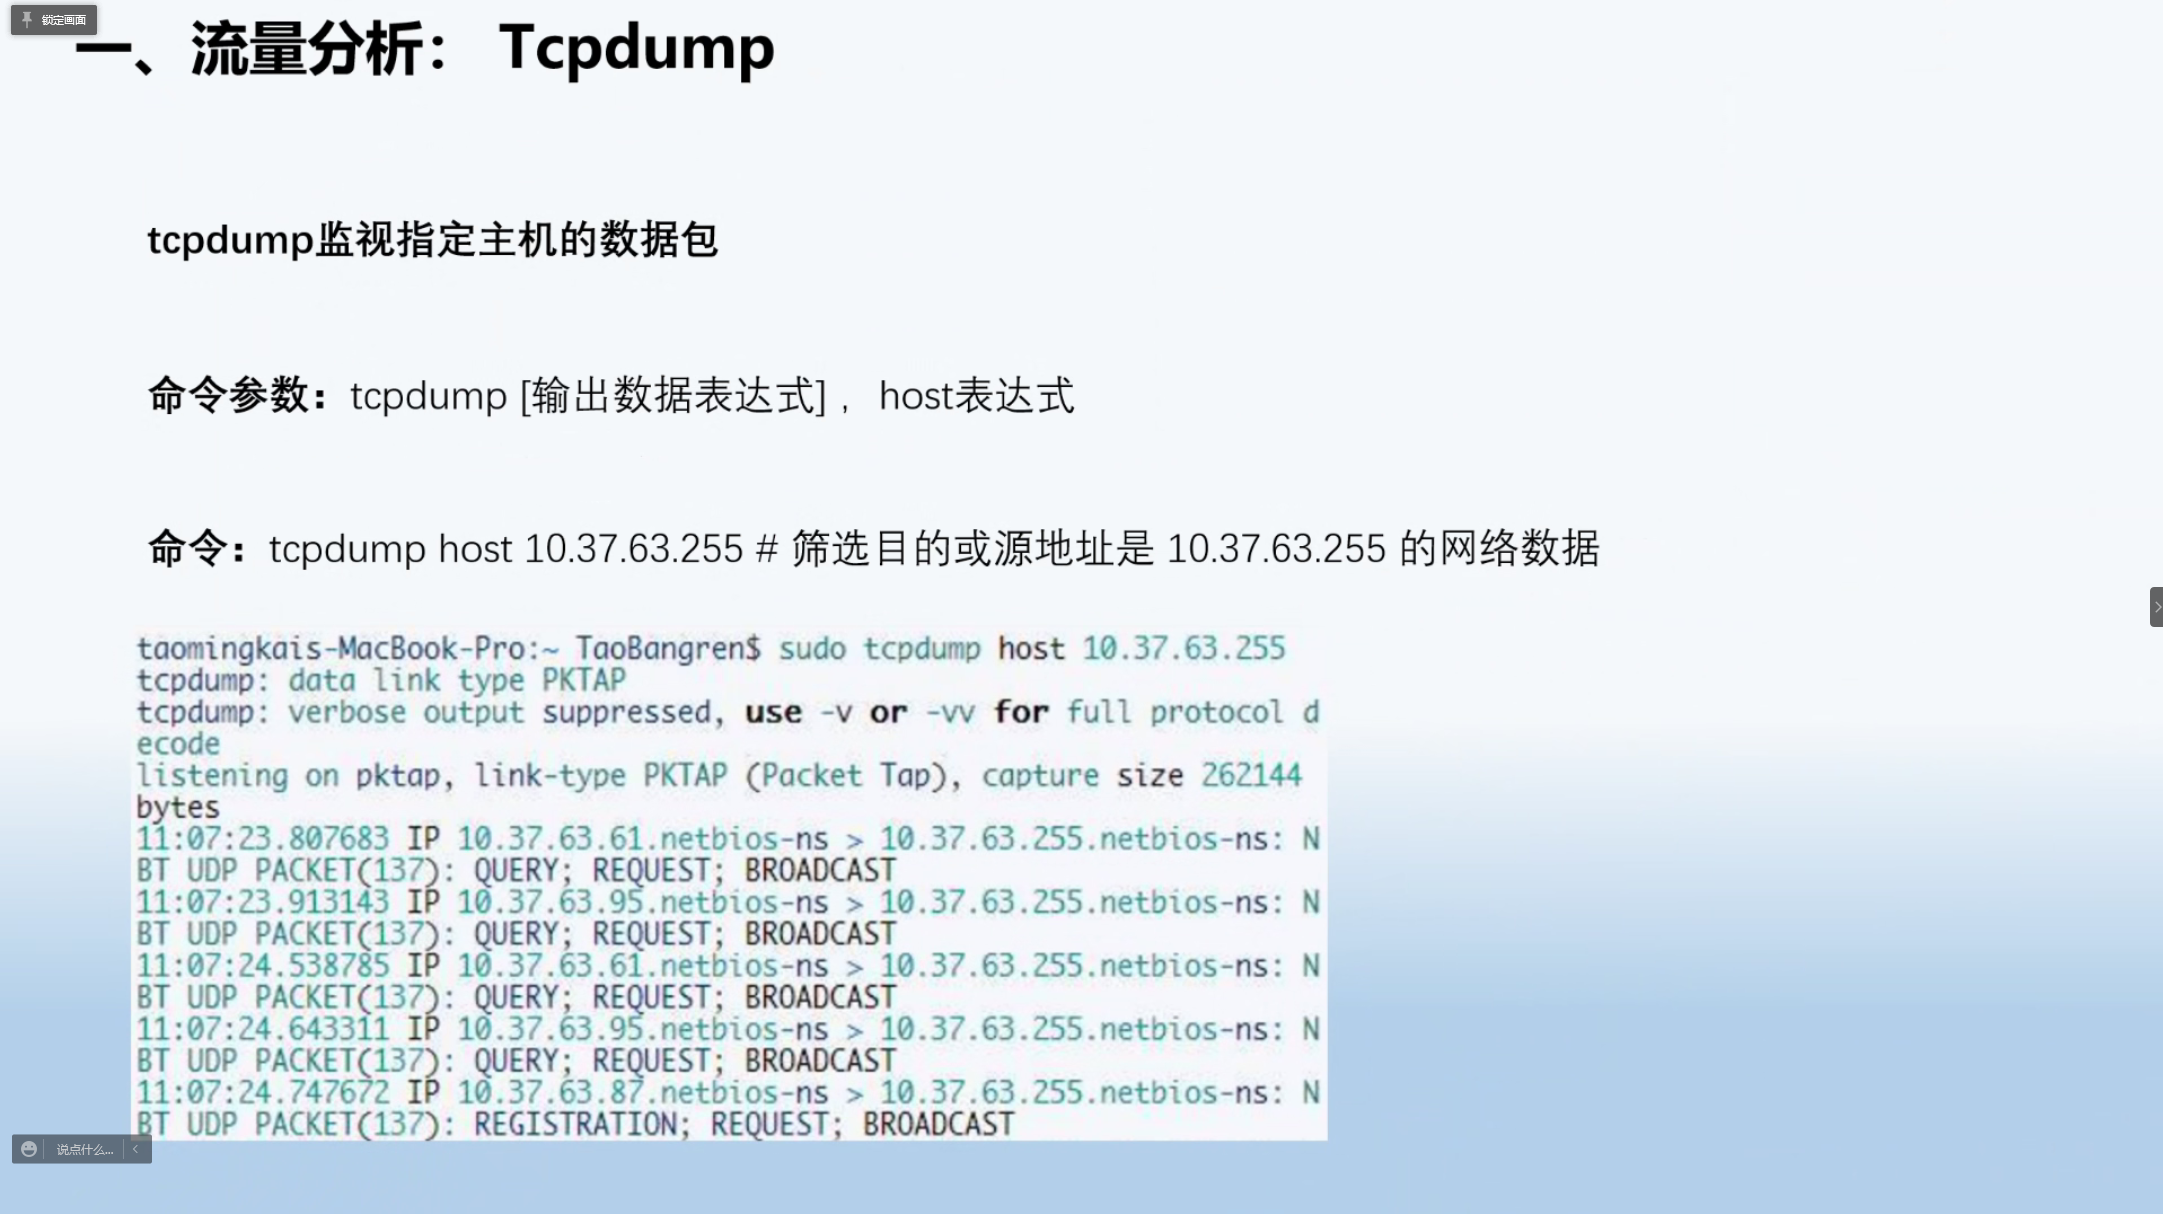 锁定画面
一、流量分析： Tcpdump
tcpdump监视指定主机的数据包
命令参数：tcpdump [输出数据表达式] ，host表达式
命令：tcpdump host 10.37.63.255 # 筛选目的或源地址是 10.37.63.255 的网络数据
taomingkais-MacBook-Pro:~ TaoBangren$ sudo tcpdump host 10.37.63.255
tcpdump: data link type PKTAP
tcpdump: verbose output suppressed, use -v or -vv for full protocol d
ecode
listening on pktap, link-type PKTAP (Packet Tap), capture size 262144
bytes
11:07:23.807683 IP 10.37.63.61.netbios-ns > 10.37.63.255.netbios-ns: N
BT UDP PACKET(137): QUERY; REQUEST; BROADCAST
11:07:23.913143 IP 10.37.63.95.netbios-ns > 10.37.63.255.netbios-ns: N
BT UDP PACKET(137): QUERY; REQUEST; BROADCAST
11:07:24.538785 IP 10.37.63.61.netbios-ns > 10.37.63.255.netbios-ns: N
BT UDP PACKET(137): QUERY; REQUEST; BROADCAST
11:07:24.643311 IP 10.37.63.95.netbios-ns > 10.37.63.255.netbios-ns: N
BT UDP PACKET(137): QUERY; REQUEST; BROADCAST
11:07:24.747672 IP 10.37.63.87.netbios-ns > 10.37.63.255.netbios-ns: N
BT UDP PACKET(137): REGISTRATION; REQUEST; BROADCAST
说点什么...